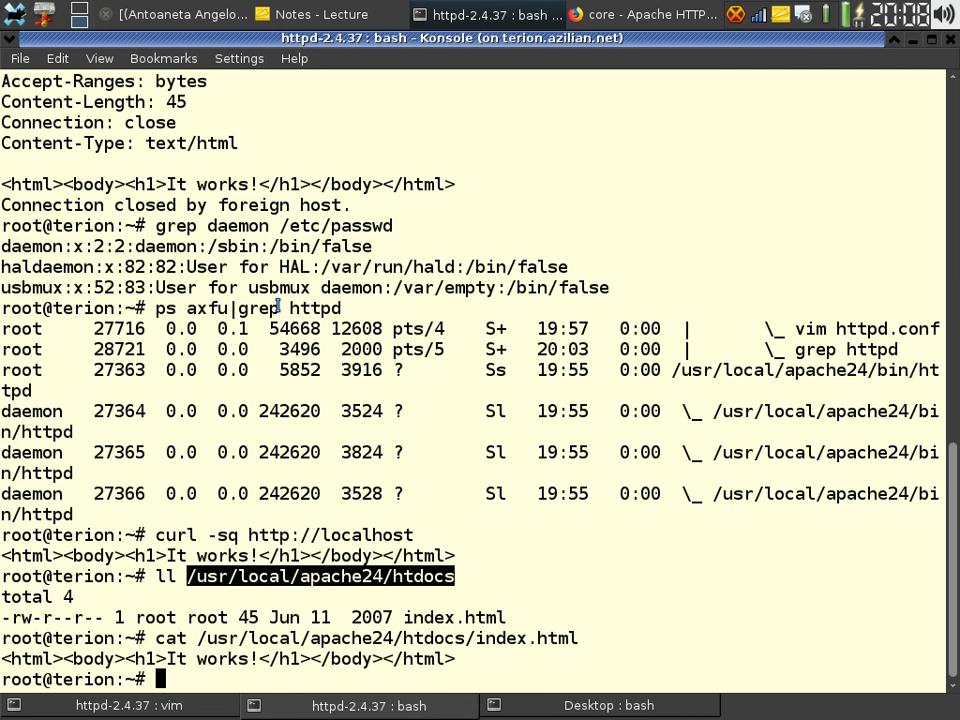 [(Antoaneta Angelo...
Notes - Lecture
httpd-2.4.37 : bash ...
core - Apache HTTP...
20:08
httpd-2.4.37 : bash - Konsole (on terion.azilian.net)
File Edit View Bookmarks Settings Help
Accept-Ranges: bytes
Content-Length: 45
Connection: close
Content-Type: text/html
<html><body><h1>It works!</h1></body></html>
Connection closed by foreign host.
root@terion:~# grep daemon /etc/passwd
daemon:x:2:2:daemon:/sbin:/bin/false
haldaemon:x:82:82:User for HAL:/var/run/hald:/bin/false
usbmux:x:52:83:User for usbmux daemon:/var/empty:/bin/false
root@terion:~# ps axfu|grep httpd
root     27716  0.0  0.1  54668 12608 pts/4    S+   19:57   0:00  |       \_ vim httpd.conf
root     28721  0.0  0.0   3496  2000 pts/5    S+   20:03   0:00  |       \_ grep httpd
root     27363  0.0  0.0   5852  3916 ?        Ss   19:55   0:00 /usr/local/apache24/bin/ht
tpd
daemon   27364  0.0  0.0 242620  3524 ?        Sl   19:55   0:00  \_ /usr/local/apache24/bi
n/httpd
daemon   27365  0.0  0.0 242620  3824 ?        Sl   19:55   0:00  \_ /usr/local/apache24/bi
n/httpd
daemon   27366  0.0  0.0 242620  3528 ?        Sl   19:55   0:00  \_ /usr/local/apache24/bi
n/httpd
root@terion:~# curl -sq http://localhost
<html><body><h1>It works!</h1></body></html>
root@terion:~# ll /usr/local/apache24/htdocs
total 4
-rw-r--r-- 1 root root 45 Jun 11  2007 index.html
root@terion:~# cat /usr/local/apache24/htdocs/index.html
<html><body><h1>It works!</h1></body></html>
root@terion:~#
httpd-2.4.37 : vim
httpd-2.4.37 : bash
Desktop : bash